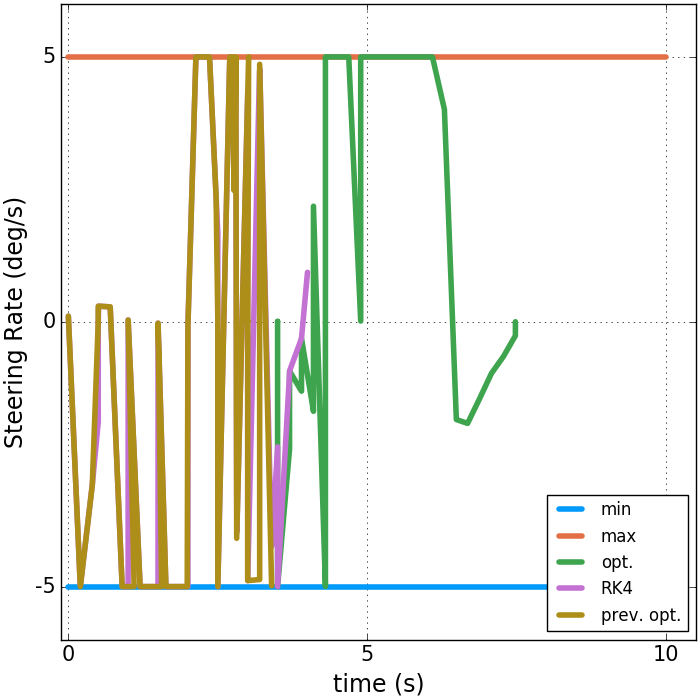 Steering Rate (deg/s)
5
0
-5
0
5
10
time (s)
min
max
opt.
RK4
prev. opt.